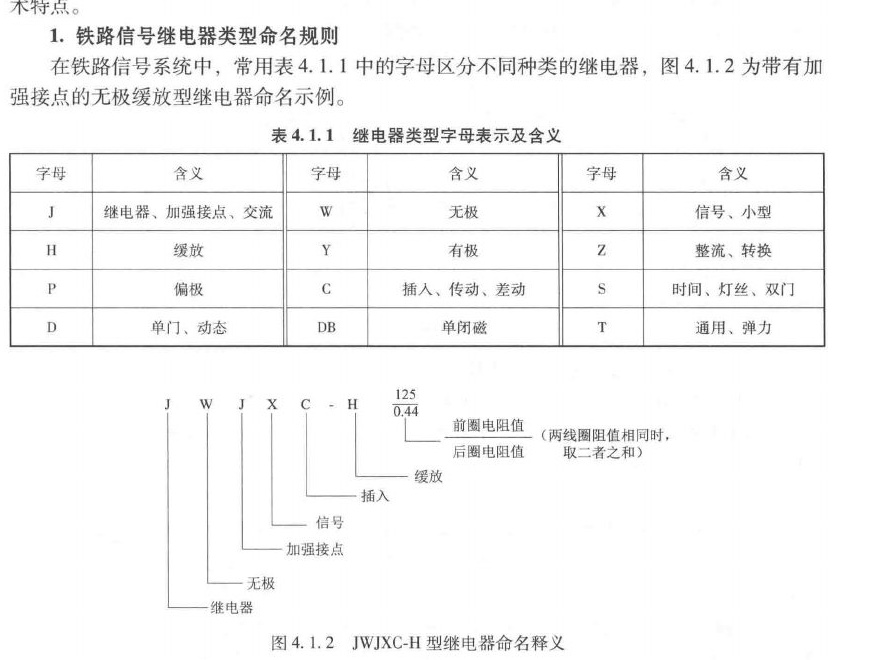 术特点。
1. 铁路信号继电器类型命名规则
在铁路信号系统中，常用表 4.1.1 中的字母区分不同种类的继电器，图 4.1.2 为带有加
强接点的无极缓放型继电器命名示例。
表 4.1.1 继电器类型字母表示及含义
字母 含义 字母 含义 字母 含义
J 继电器、加强接点、交流 W 无极 X 信号、小型
H 缓放 Y 有极 Z 整流、转换
P 偏极 C 插入、传动、差动 S 时间、灯丝、双门
D 单门、动态 DB 单闭磁 T 通用、弹力
J W J X C - H 125/0.44
前圈电阻值
后圈电阻值
（两线圈阻值相同时，
取二者之和）
缓放
插入
信号
加强接点
无极
继电器
图 4.1.2 JWJXC-H 型继电器命名释义